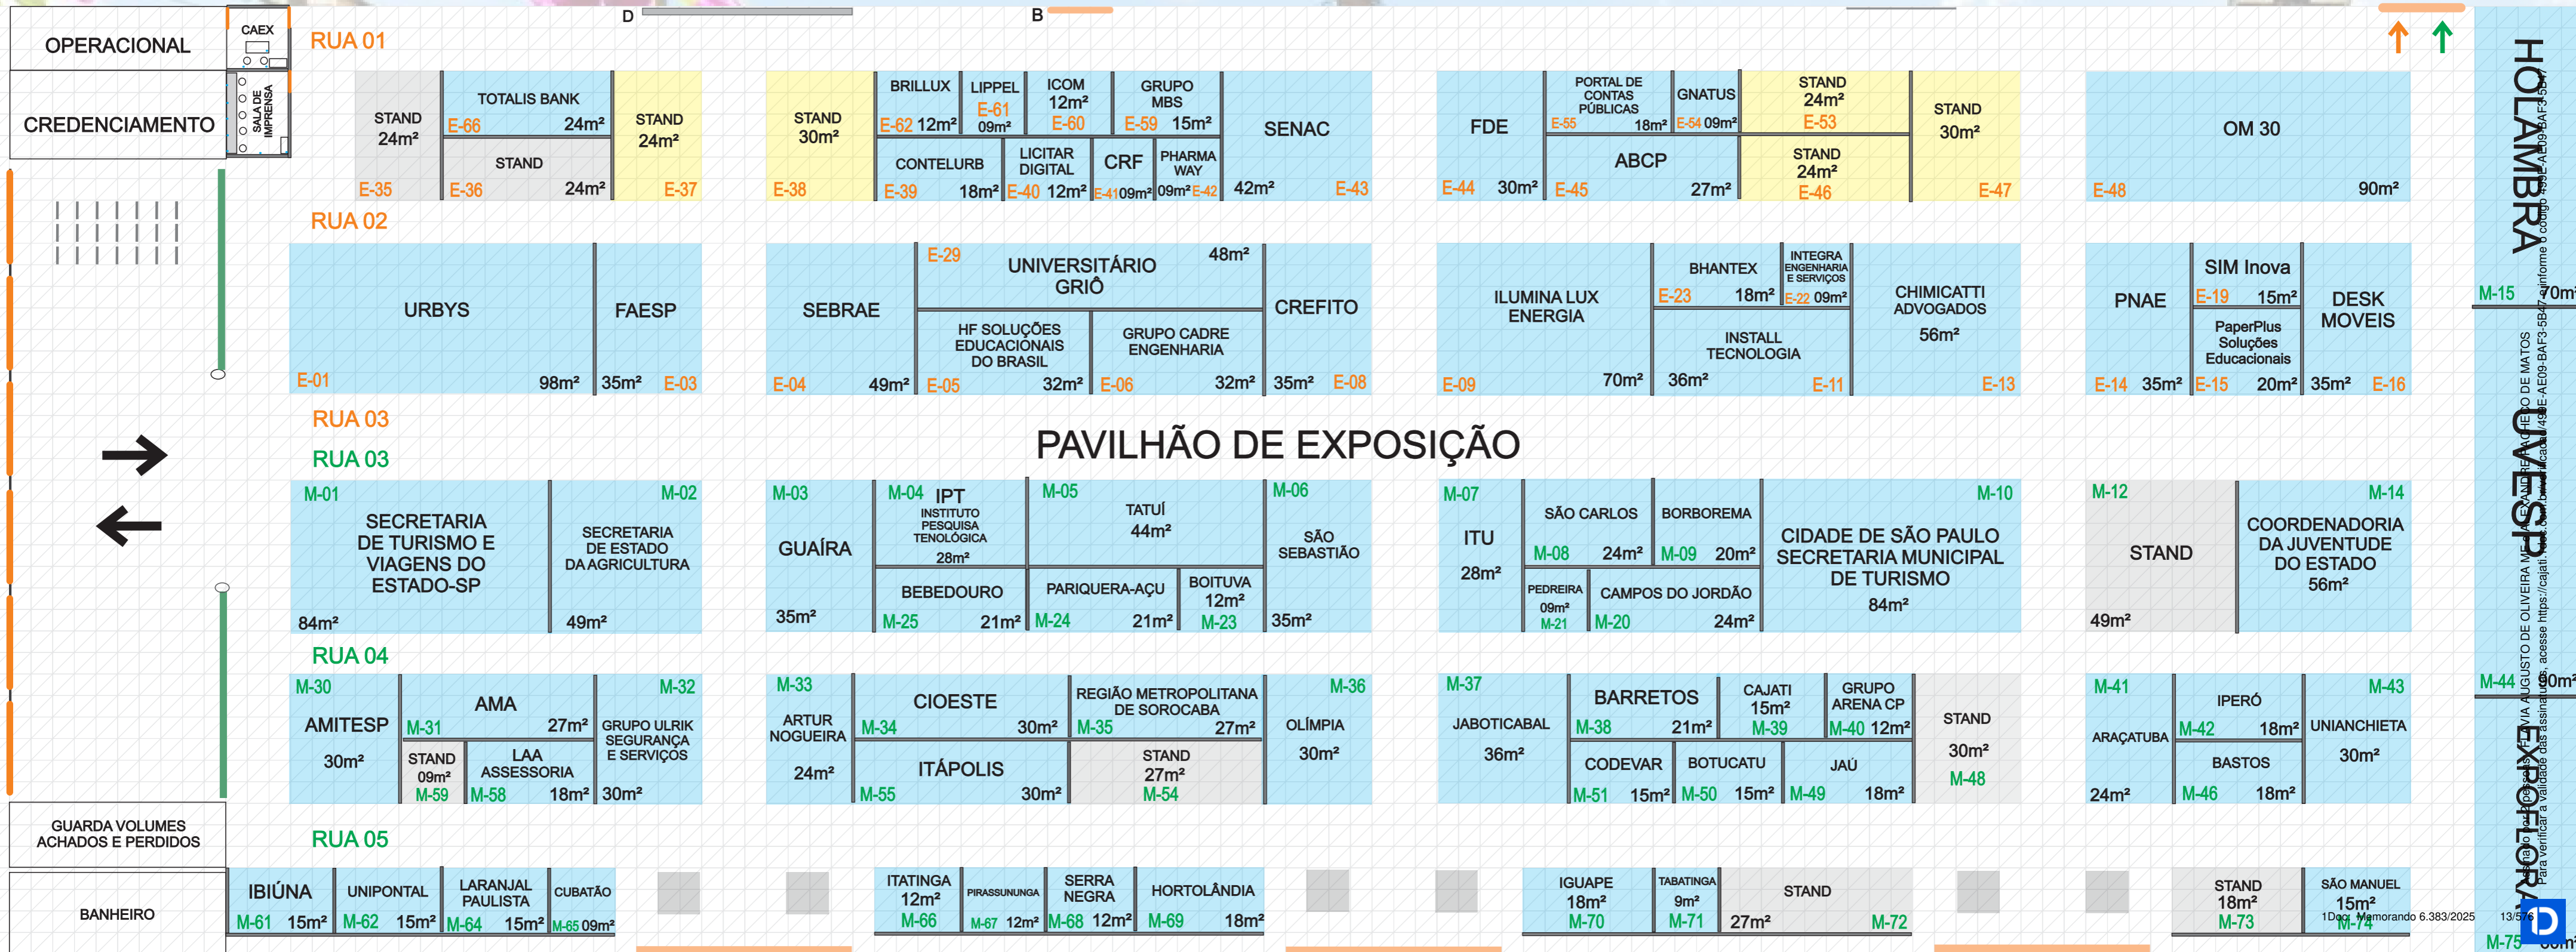 D
B
OPERACIONAL
CAEX
CREDENCIAMENTO
SALA DE
IMPRENSA
RUA 01
STAND
24m²
E-35
TOTALIS BANK
E-66 24m²
STAND
E-36 24m²
STAND
24m²
E-37
STAND
30m²
E-38
BRILLUX
E-62 12m²
LIPPEL
E-61
09m²
ICOM
12m²
E-60
GRUPO
MBS
E-59 15m²
CONTELURB
E-39 18m²
LICITAR
DIGITAL
E-40 12m²
CRF
E-41 09m²
PHARMA
WAY
09m² E-42
SENAC
42m² E-43
FDE
E-44 30m²
PORTAL DE
CONTAS
PÚBLICAS
E-55 18m²
GNATUS
E-54 09m²
STAND
24m²
E-53
ABCP
E-45 27m²
STAND
24m²
E-46
STAND
30m²
E-47
OM 30
E-48 90m²
RUA 02
URBYS
E-01 98m²
FAESP
35m² E-03
SEBRAE
E-04 49m²
E-29 48m²
UNIVERSITÁRIO
GRIÔ
HF SOLUÇÕES
EDUCACIONAIS
DO BRASIL
E-05 32m²
GRUPO CADRE
ENGENHARIA
E-06 32m²
CREFITO
35m² E-08
ILUMINA LUX
ENERGIA
E-09 70m²
BHANTEX
E-23 18m²
INTEGRA
ENGENHARIA
E SERVIÇOS
E-22 09m²
INSTALL
TECNOLOGIA
36m² E-11
CHIMICATTI
ADVOGADOS
56m²
E-13
PNAE
E-14 35m²
SIM Inova
E-19 15m²
PaperPlus
Soluções
Educacionais
E-15 20m²
DESK
MOVEIS
35m² E-16
RUA 03
PAVILHÃO DE EXPOSIÇÃO
RUA 03
M-01
SECRETARIA
DE TURISMO E
VIAGENS DO
ESTADO-SP
84m²
M-02
SECRETARIA
DE ESTADO
DA AGRICULTURA
49m²
M-03
GUAÍRA
35m²
M-04 IPT
INSTITUTO
PESQUISA
TENOLÓGICA
28m²
M-05
TATUÍ
44m²
BEBEDOURO
M-25 21m²
PARIQUERA-AÇU
M-24 21m²
BOITUVA
12m²
M-23
M-06
SÃO
SEBASTIÃO
35m²
M-07
ITU
28m²
SÃO CARLOS
M-08 24m²
BORBOREMA
M-09 20m²
PEDREIRA
09m²
M-21
CAMPOS DO JORDÃO
M-20 24m²
M-10
CIDADE DE SÃO PAULO
SECRETARIA MUNICIPAL
DE TURISMO
84m²
M-12
STAND
49m²
M-14
COORDENADORIA
DA JUVENTUDE
DO ESTADO
56m²
RUA 04
M-30
AMITESP
30m²
AMA
M-31 27m²
STAND
09m²
M-59
LAA
ASSESSORIA
M-58 18m²
M-32
GRUPO ULRIK
SEGURANÇA
E SERVIÇOS
30m²
M-33
ARTUR
NOGUEIRA
24m²
CIOESTE
M-34 30m²
REGIÃO METROPOLITANA
DE SOROCABA
M-35 27m²
ITÁPOLIS
M-55 30m²
STAND
27m²
M-54
M-36
OLÍMPIA
30m²
M-37
JABOTICABAL
36m²
BARRETOS
M-38 21m²
CAJATI
15m²
M-39
GRUPO
ARENA CP
M-40 12m²
CODEVAR
M-51 15m²
BOTUCATU
M-50 15m²
JAÚ
M-49 18m²
STAND
30m²
M-48
M-41
ARAÇATUBA
24m²
IPERÓ
M-42 18m²
BASTOS
M-46 18m²
M-43
UNIANCHIETA
30m²
GUARDA VOLUMES
ACHADOS E PERDIDOS
RUA 05
BANHEIRO
IBIÚNA
M-61 15m²
UNIPONTAL
M-62 15m²
LARANJAL
PAULISTA
M-64 15m²
CUBATÃO
M-65 09m²
ITATINGA
12m²
M-66
PIRASSUNUNGA
M-67 12m²
SERRA
NEGRA
M-68 12m²
HORTOLÂNDIA
M-69 18m²
IGUAPE
18m²
M-70
TABATINGA
9m²
M-71
STAND
27m² M-72
STAND
18m²
M-73
SÃO MANUEL
15m²
M-74
HOLAMBRA
M-15 70m²
UVESP
M-44 90m²
EXPOFLORA
M-75
1Doc: Memorando 6.383/2025 13/576